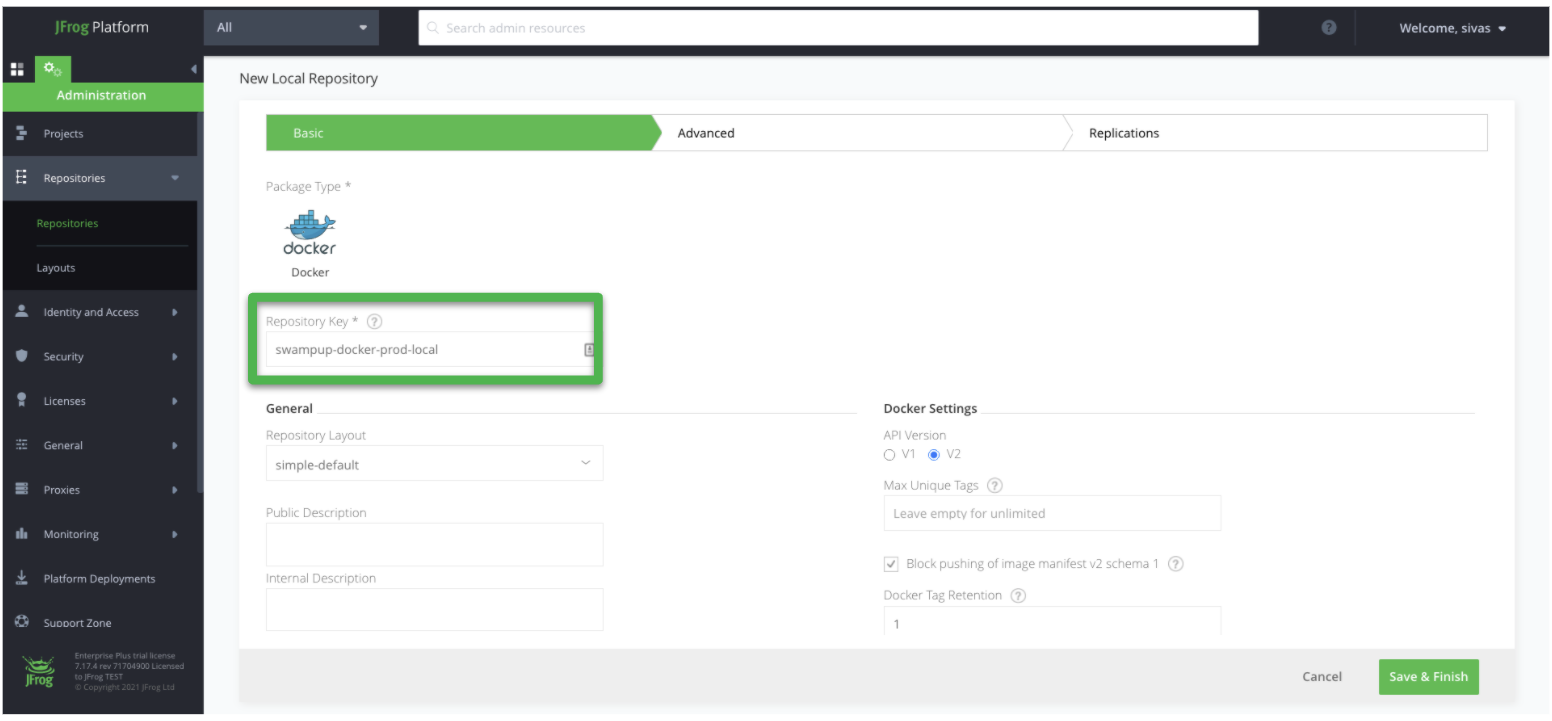 JFrog Platform
All
Search admin resources
?
Welcome, sivas
Administration
Projects
Repositories
Repositories
Layouts
Identity and Access
Security
Licenses
General
Proxies
Monitoring
Platform Deployments
Support Zone
JFrog
Enterprise Plus trial license
7.17.4 rev 71704900 Licensed
to JFrog TEST
© Copyright 2021 JFrog Ltd
New Local Repository
Basic
Advanced
Replications
Package Type *
docker
Docker
Repository Key * ?
swampup-docker-prod-local
General
Repository Layout
simple-default
Public Description
Internal Description
Docker Settings
API Version
V1 V2
Max Unique Tags ?
Leave empty for unlimited
Block pushing of image manifest v2 schema 1 ?
Docker Tag Retention ?
1
Cancel
Save & Finish